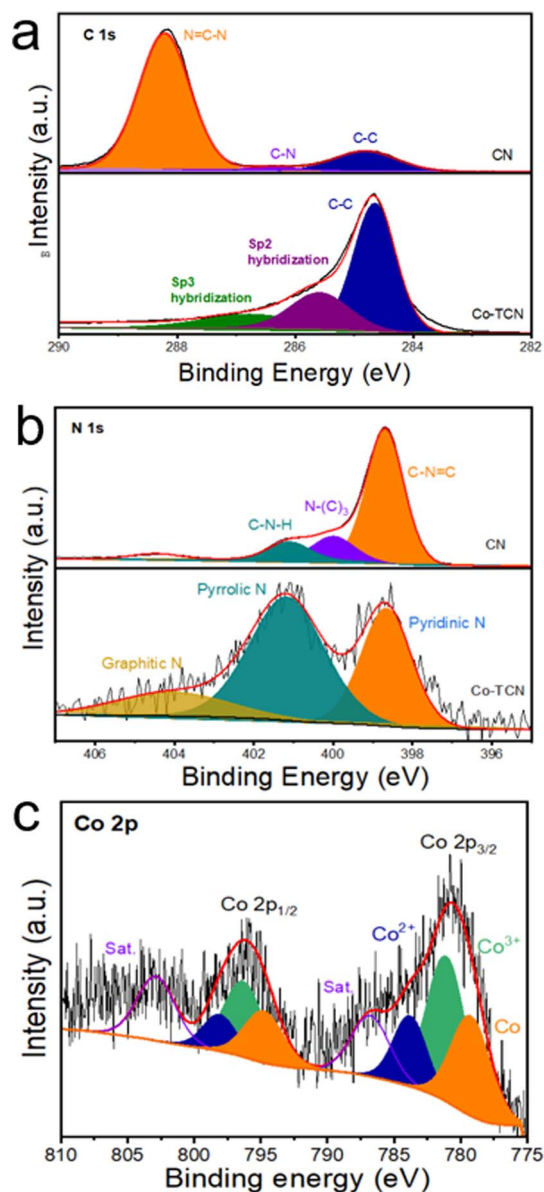 a
C 1s
N=C-N
C-N
C-C
CN
C-C
Sp2
hybridization
Sp3
hybridization
Co-TCN
B
Intensity (a.u.)
290 288 286 284 282
Binding Energy (eV)
b
N 1s
C-N=C
N-(C)3
C-N-H
CN
Pyrrolic N
Pyridinic N
Graphitic N
Co-TCN
Intensity (a.u.)
406 404 402 400 398 396
Binding Energy (eV)
c
Co 2p
Co 2p3/2
Co 2p1/2
Co2+
Co3+
Sat.
Sat.
Co
Intensity (a.u.)
810 805 800 795 790 785 780 775
Binding energy (eV)